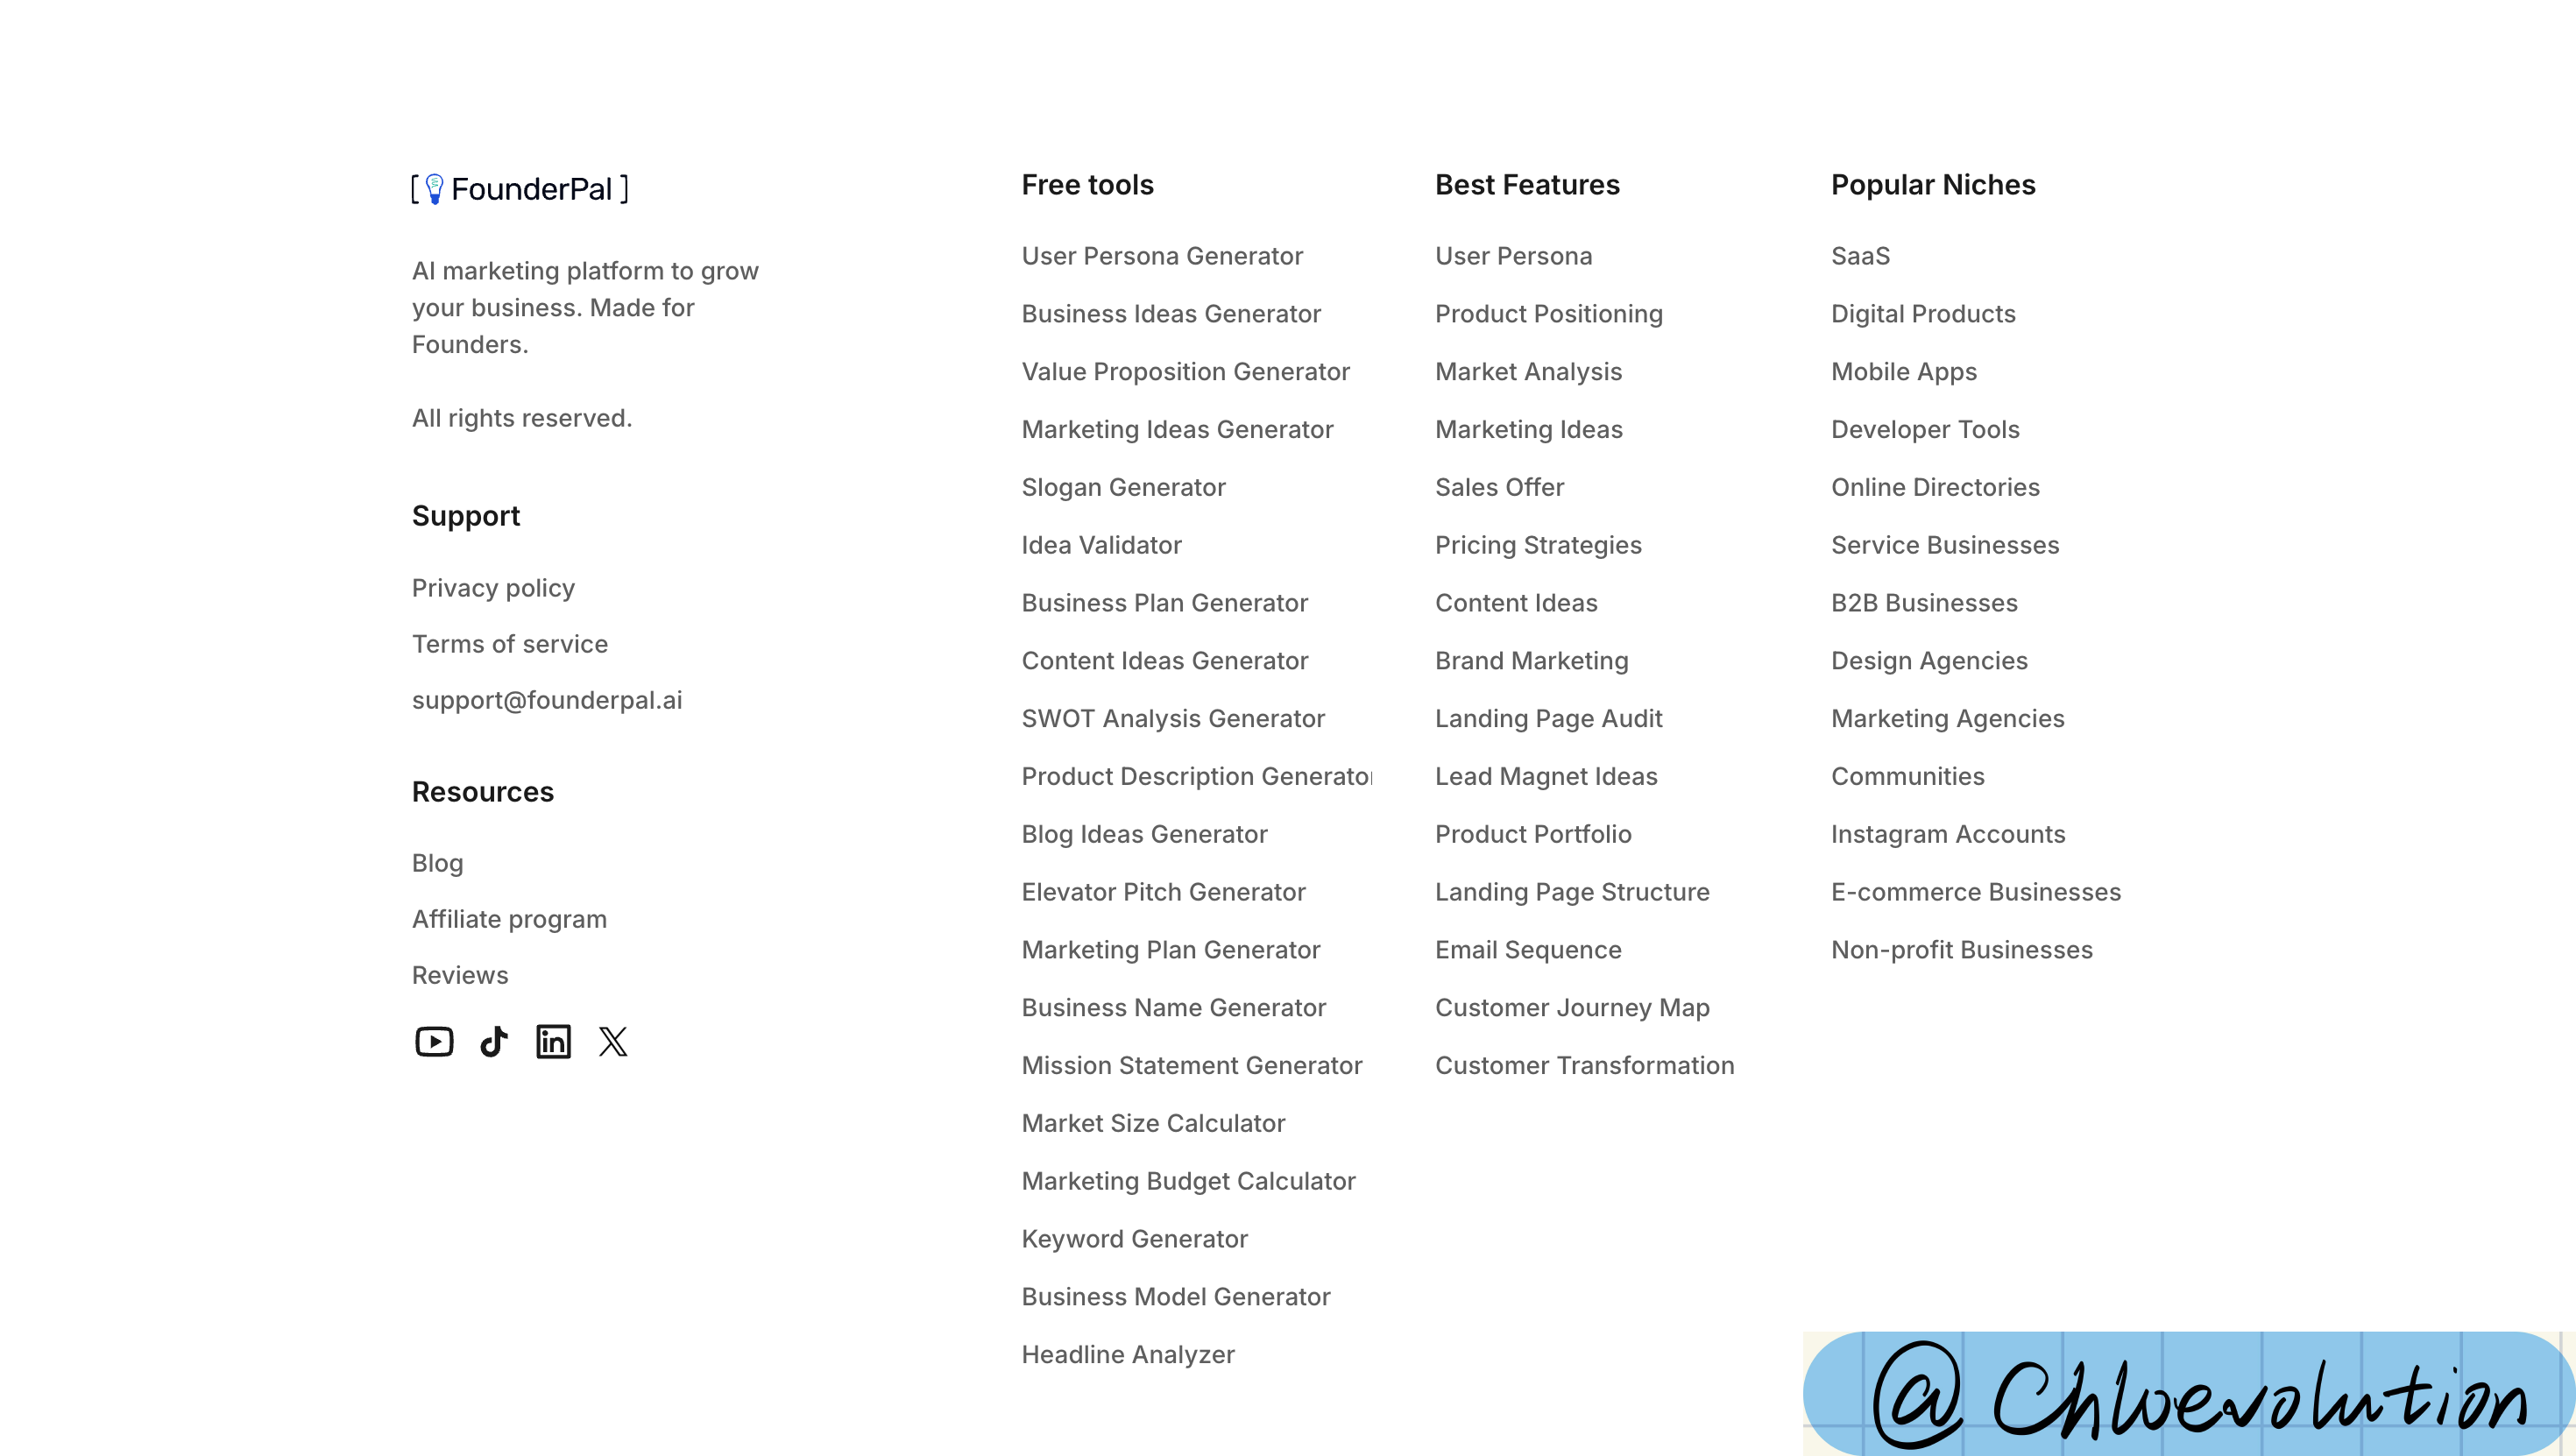 [ FounderPal ]
AI marketing platform to grow
your business. Made for
Founders.
All rights reserved.
Support
Privacy policy
Terms of service
support@founderpal.ai
Resources
Blog
Affiliate program
Reviews
Free tools
User Persona Generator
Business Ideas Generator
Value Proposition Generator
Marketing Ideas Generator
Slogan Generator
Idea Validator
Business Plan Generator
Content Ideas Generator
SWOT Analysis Generator
Product Description Generator
Blog Ideas Generator
Elevator Pitch Generator
Marketing Plan Generator
Business Name Generator
Mission Statement Generator
Market Size Calculator
Marketing Budget Calculator
Keyword Generator
Business Model Generator
Headline Analyzer
Best Features
User Persona
Product Positioning
Market Analysis
Marketing Ideas
Sales Offer
Pricing Strategies
Content Ideas
Brand Marketing
Landing Page Audit
Lead Magnet Ideas
Product Portfolio
Landing Page Structure
Email Sequence
Customer Journey Map
Customer Transformation
Popular Niches
SaaS
Digital Products
Mobile Apps
Developer Tools
Online Directories
Service Businesses
B2B Businesses
Design Agencies
Marketing Agencies
Communities
Instagram Accounts
E-commerce Businesses
Non-profit Businesses
@Chloevolution